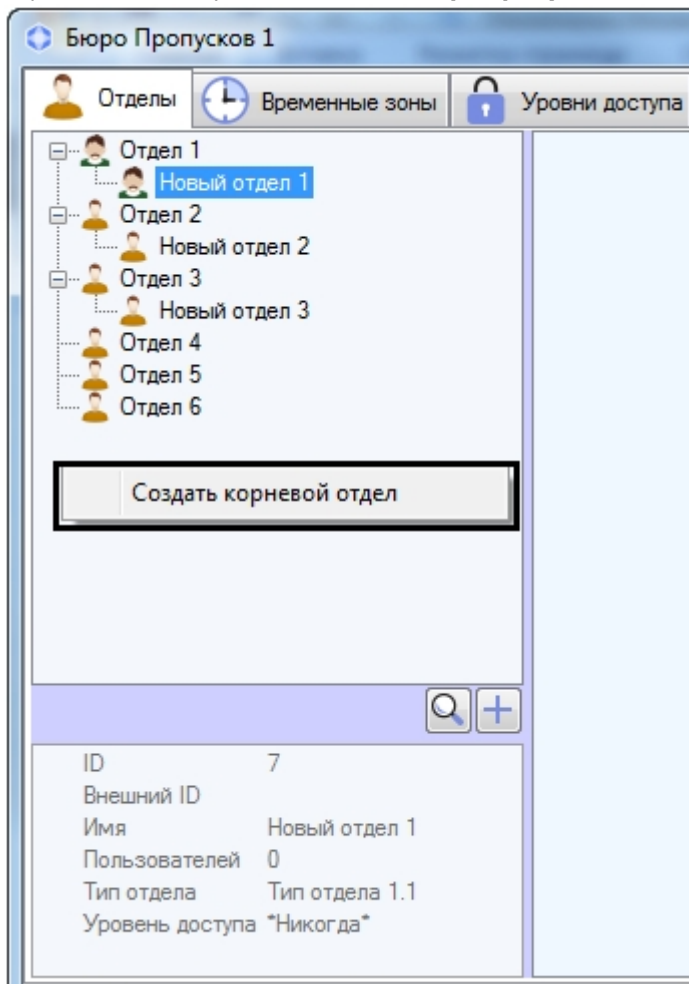 Бюро Пропусков 1
Отделы Временные зоны Уровни доступа
Отдел 1
Новый отдел 1
Отдел 2
Новый отдел 2
Отдел 3
Новый отдел 3
Отдел 4
Отдел 5
Отдел 6
Создать корневой отдел
ID 7
Внешний ID
Имя Новый отдел 1
Пользователей 0
Тип отдела Тип отдела 1.1
Уровень доступа *Никогда*